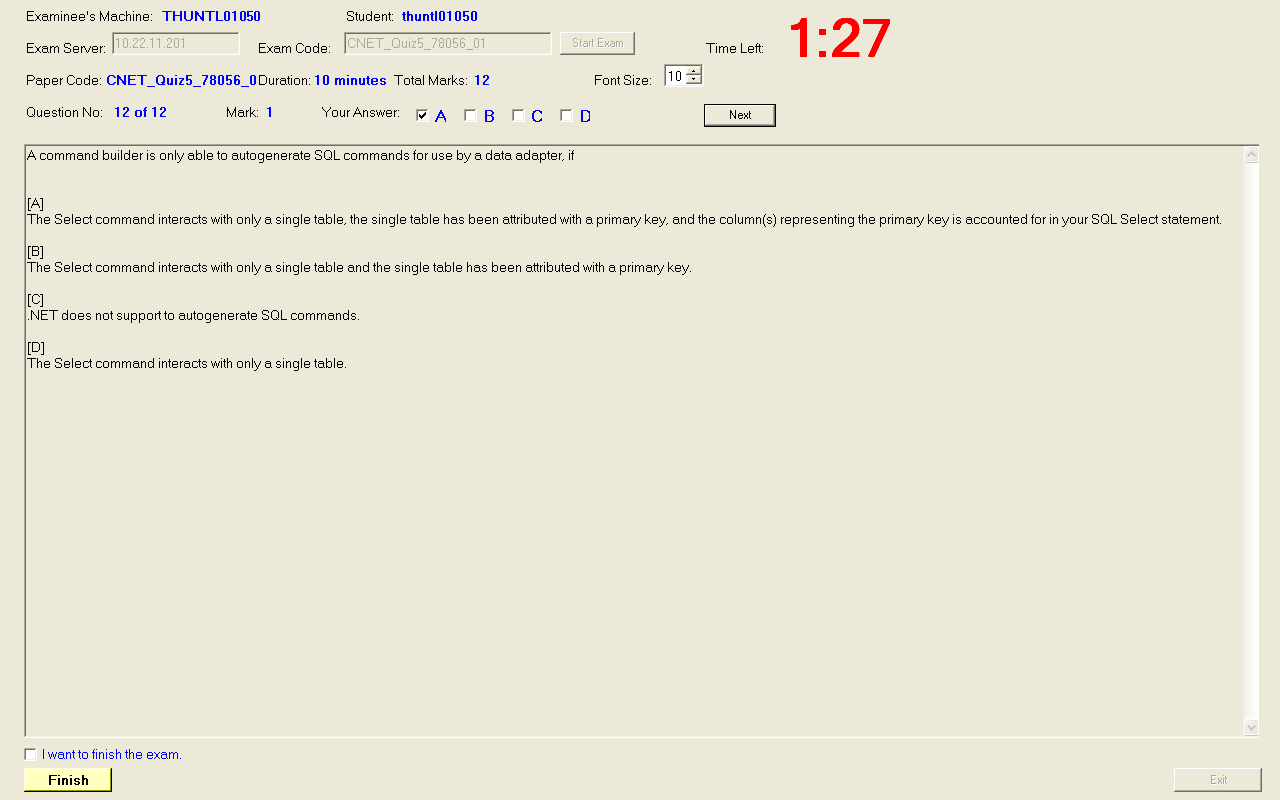 Examinee's Machine: THUNTL01050 Student: thuntl01050
Exam Server: 10.22.11.201 Exam Code: CNET_Quiz5_78056_01 Start Exam Time Left: 1:27
Paper Code: CNET_Quiz5_78056_0 Duration: 10 minutes Total Marks: 12 Font Size: 10
Question No: 12 of 12 Mark: 1 Your Answer: A B C D Next
A command builder is only able to autogenerate SQL commands for use by a data adapter, if
[A]
The Select command interacts with only a single table, the single table has been attributed with a primary key, and the column(s) representing the primary key is accounted for in your SQL Select statement.
[B]
The Select command interacts with only a single table and the single table has been attributed with a primary key.
[C]
.NET does not support to autogenerate SQL commands.
[D]
The Select command interacts with only a single table.
I want to finish the exam.
Finish Exit